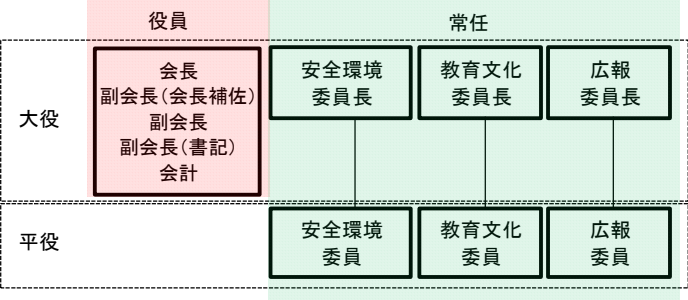 役員
常任
大役
会長
副会長（会長補佐）
副会長
副会長（書記）
会計
安全環境
委員長
教育文化
委員長
広報
委員長
平役
安全環境
委員
教育文化
委員
広報
委員